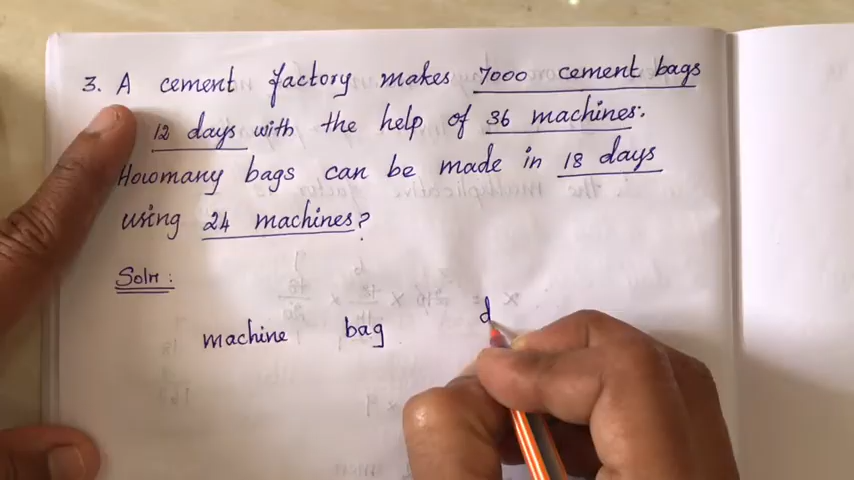 3. A cement factory makes 7000 cement bags
12 days with the help of 36 machines.
Howmany bags can be made in 18 days
using 24 machines?
Soln:
machine bag d